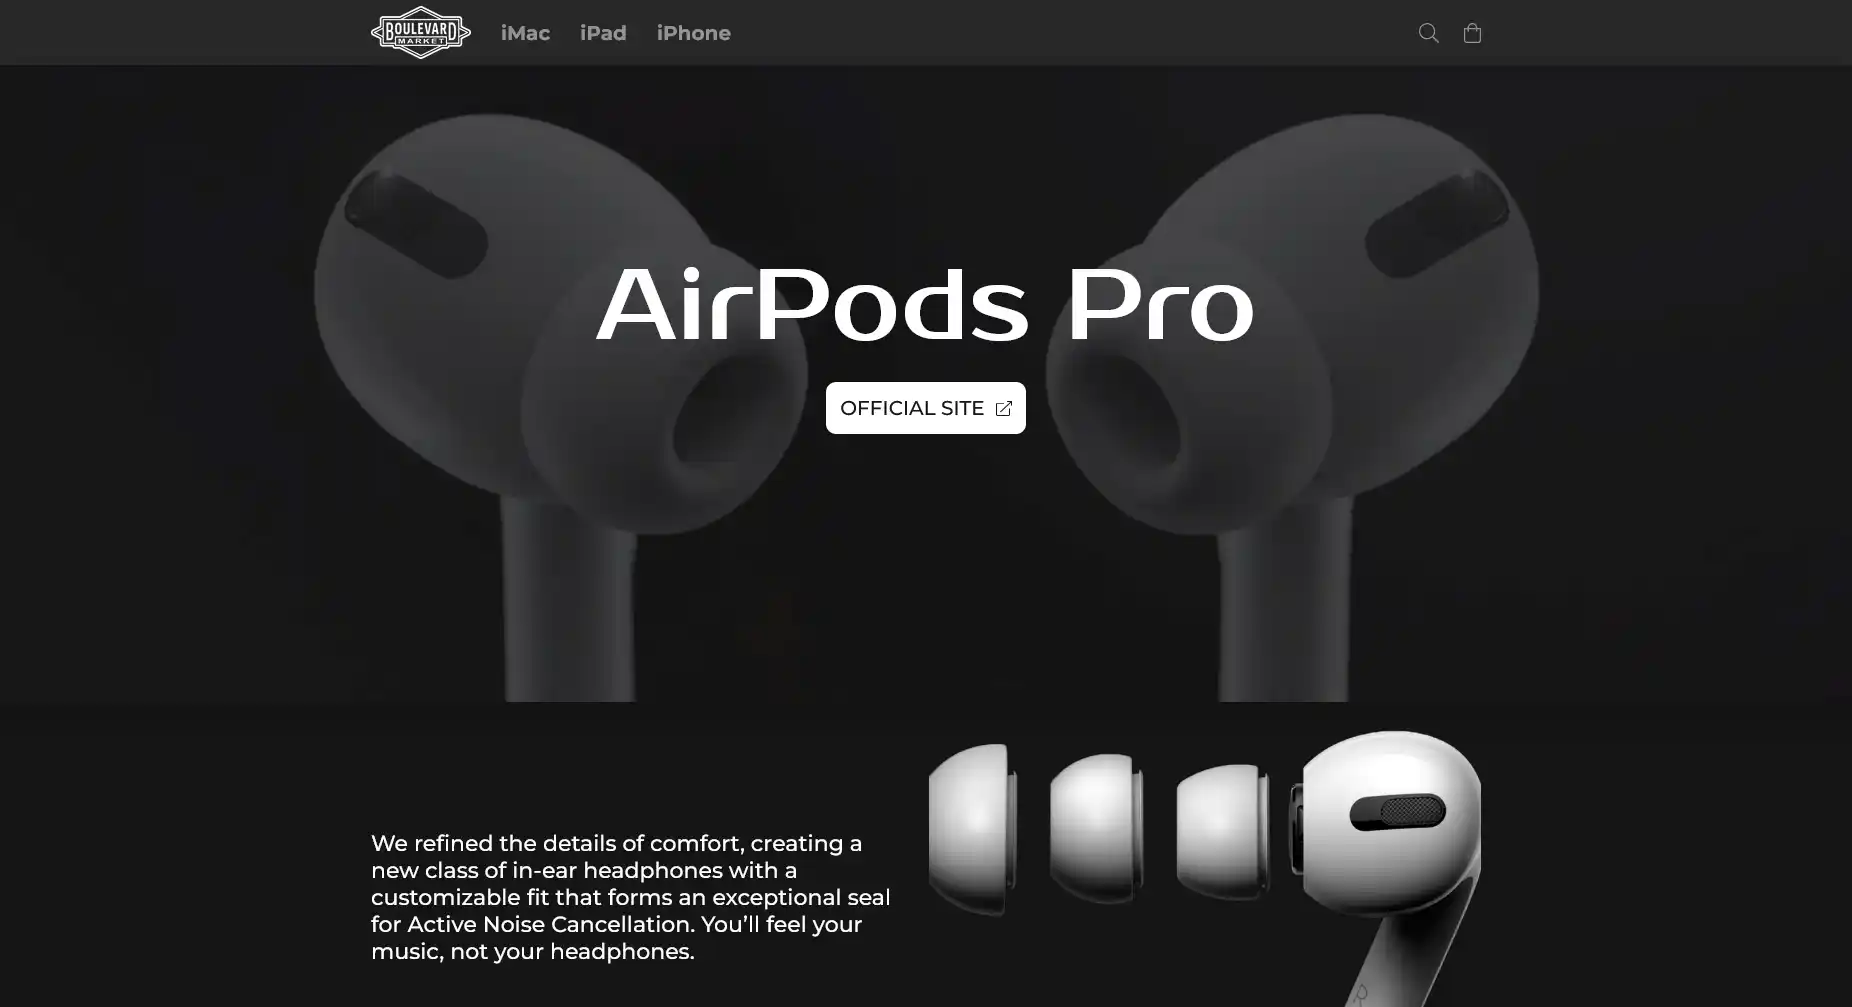 BOULEVARD
MARKET
iMac iPad iPhone
AirPods Pro
OFFICIAL SITE
We refined the details of comfort, creating a
new class of in-ear headphones with a
customizable fit that forms an exceptional seal
for Active Noise Cancellation. You’ll feel your
music, not your headphones.